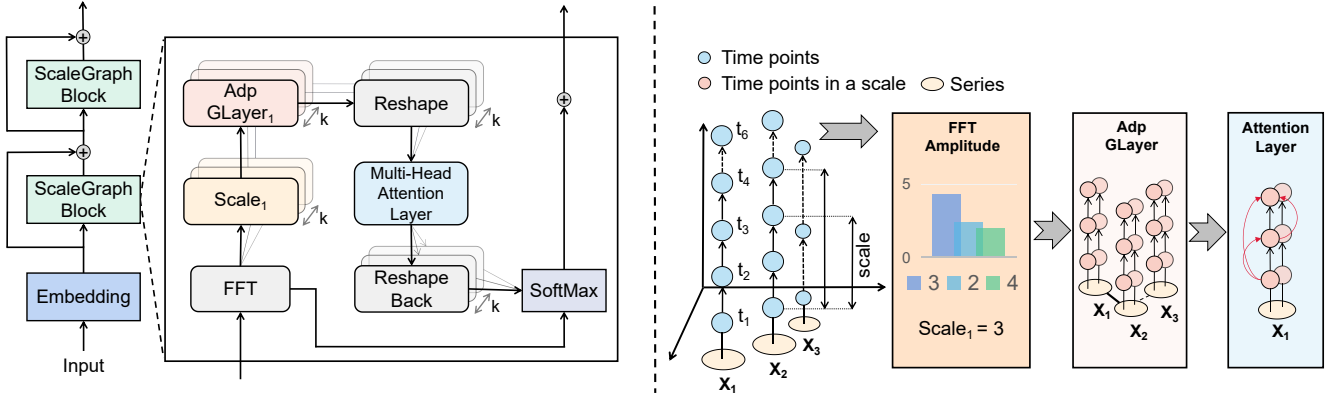 ScaleGraph
Block
ScaleGraph
Block
Embedding
Input
Adp
GLayer1
k
Reshape
k
Scale1
k
Multi-Head
Attention
Layer
FFT
Reshape
Back
k
SoftMax
Time points
Time points in a scale
Series
t6
t4
t3
t2
t1
scale
X1
X2
X3
FFT
Amplitude
5
0
3 2 4
Scale1 = 3
Adp
GLayer
X1
X2
X3
Attention
Layer
X1